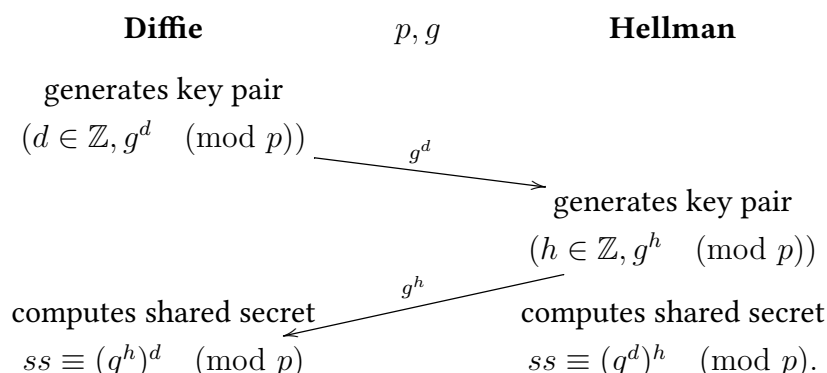 Diffie p, g Hellman
generates key pair
(d ∈ ℤ, g^d (mod p))
g^d
generates key pair
(h ∈ ℤ, g^h (mod p))
g^h
computes shared secret computes shared secret
ss ≡ (g^h)^d (mod p) ss ≡ (g^d)^h (mod p).